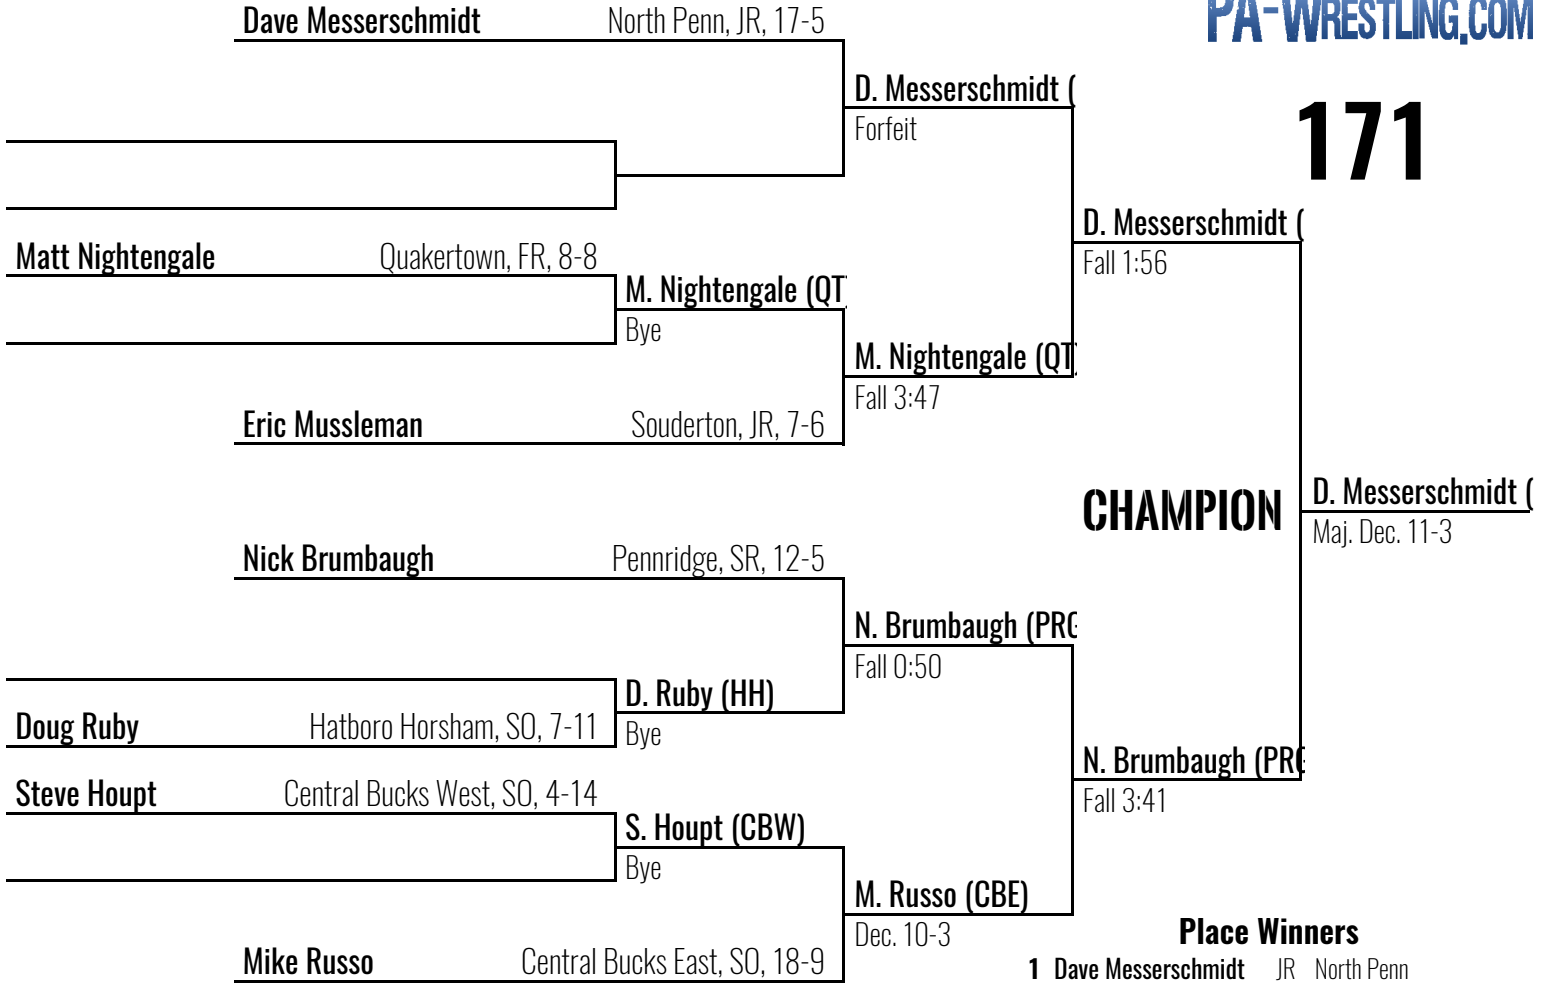 Dave Messerschmidt North Penn, JR, 17-5
PA-WRESTLING.COM
D. Messerschmidt (
Forfeit
171
D. Messerschmidt (
Fall 1:56
Matt Nightengale Quakertown, FR, 8-8
M. Nightengale (QT
Bye
M. Nightengale (QT)
Fall 3:47
Eric Mussleman Souderton, JR, 7-6
CHAMPION
D. Messerschmidt (
Maj. Dec. 11-3
Nick Brumbaugh Pennridge, SR, 12-5
N. Brumbaugh (PRG
Fall 0:50
D. Ruby (HH)
Doug Ruby Hatboro Horsham, SO, 7-11
Bye
N. Brumbaugh (PRG
Fall 3:41
Steve Houpt Central Bucks West, SO, 4-14
S. Houpt (CBW)
Bye
M. Russo (CBE)
Dec. 10-3
Place Winners
Mike Russo Central Bucks East, SO, 18-9
1 Dave Messerschmidt JR North Penn